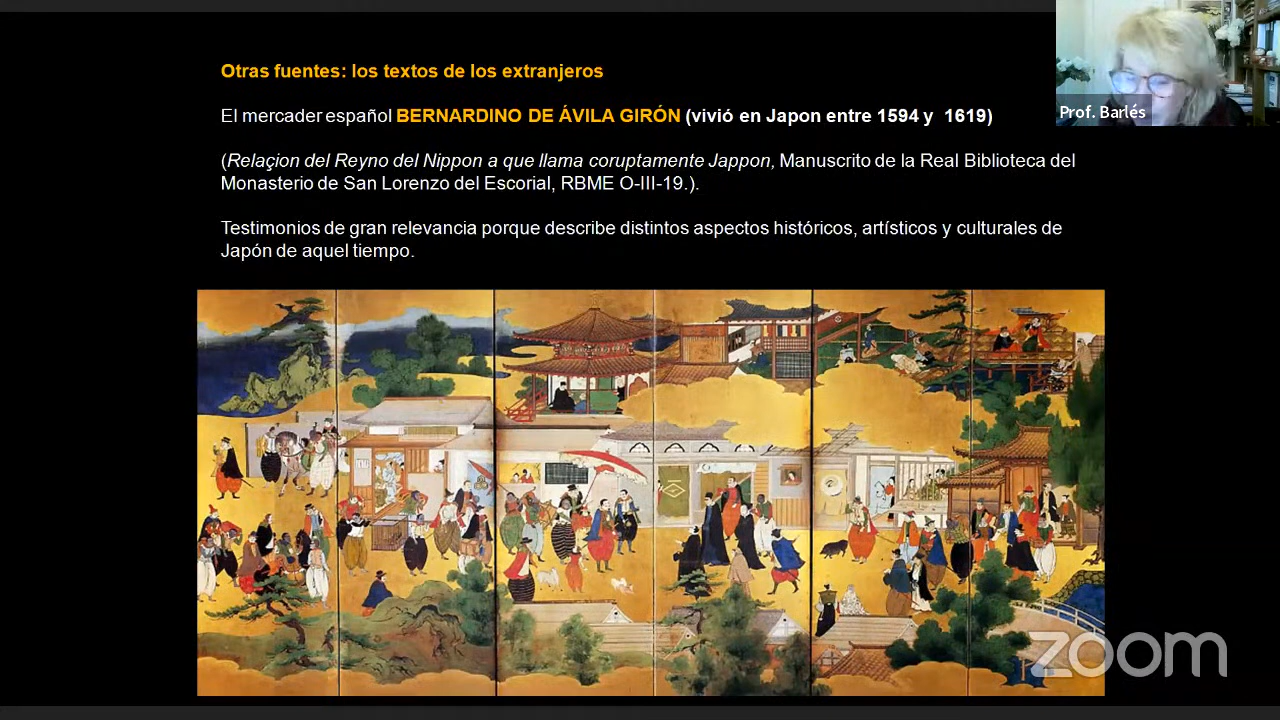 Otras fuentes: los textos de los extranjeros
El mercader español BERNARDINO DE ÁVILA GIRÓN (vivió en Japon entre 1594 y 1619)
(Relaçion del Reyno del Nippon a que llama coruptamente Jappon, Manuscrito de la Real Biblioteca del
Monasterio de San Lorenzo del Escorial, RBME O-III-19.).
Testimonios de gran relevancia porque describe distintos aspectos históricos, artísticos y culturales de
Japón de aquel tiempo.
Prof. Barlés
zoom